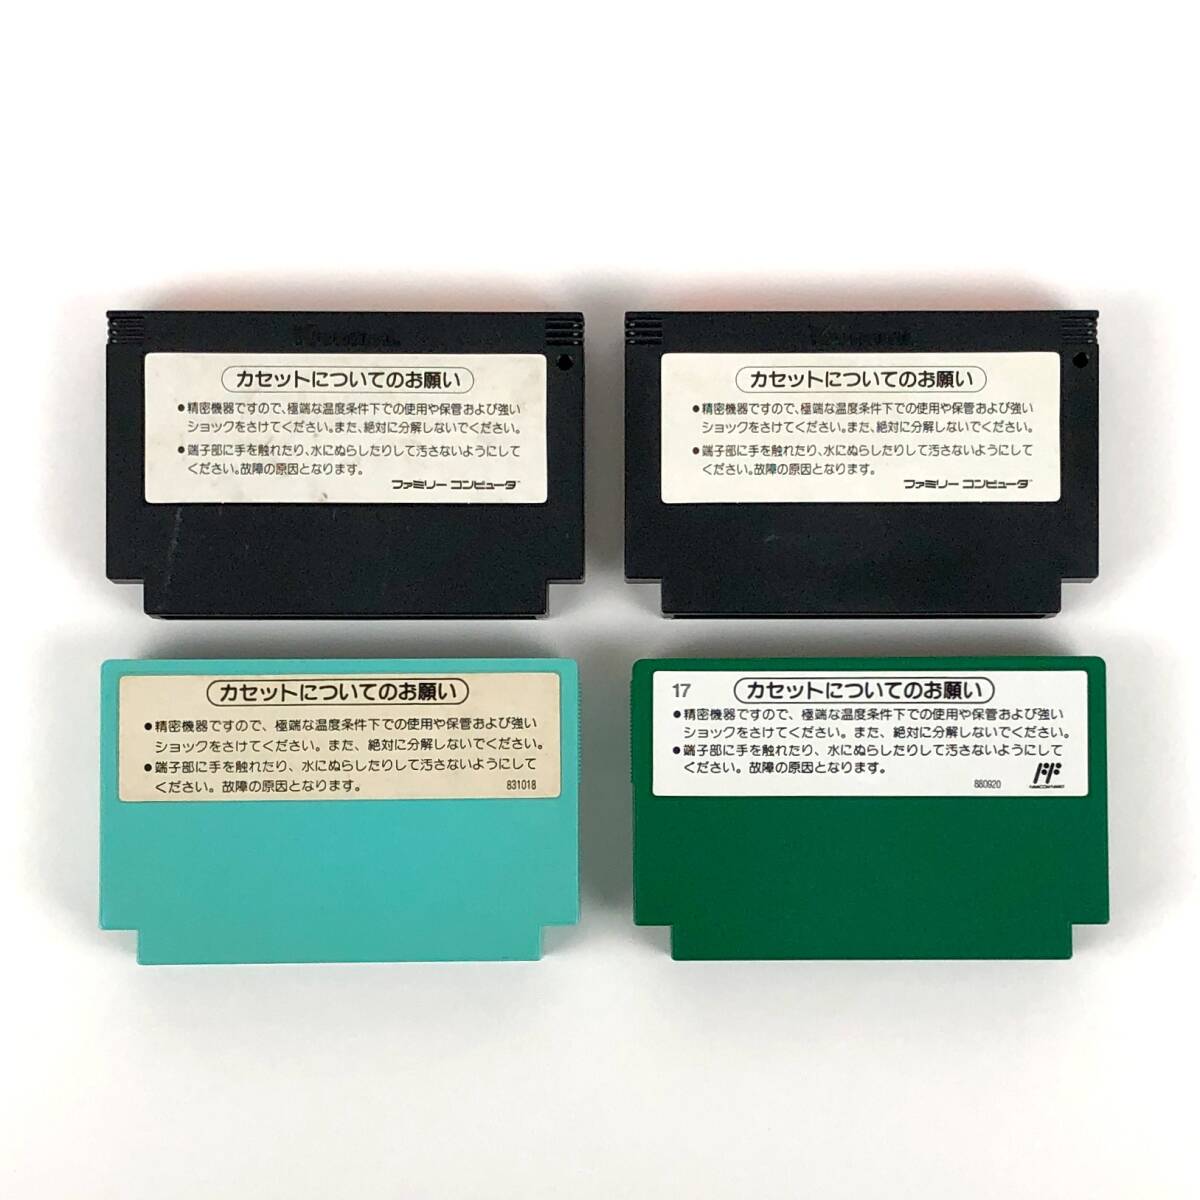 カセットについてのお願い
●精密機器ですので、極端な温度条件下での使用や保管および強い
ショックをさけてください。また、絶対に分解しないでください。
●端子部に手を触れたり、水にぬらしたりして汚さないようにして
ください。故障の原因となります。
ファミリー コンピュータ™
カセットについてのお願い
●精密機器ですので、極端な温度条件下での使用や保管および強い
ショックをさけてください。また、絶対に分解しないでください。
●端子部に手を触れたり、水にぬらしたりして汚さないようにして
ください。故障の原因となります。
ファミリー コンピュータ™
カセットについてのお願い
●精密機器ですので、極端な温度条件下での使用や保管および強い
ショックをさけてください。また、絶対に分解しないでください。
●端子部に手を触れたり、水にぬらしたりして汚さないようにして
ください。故障の原因となります。
831018
17 カセットについてのお願い
●精密機器ですので、極端な温度条件下での使用や保管および強い
ショックをさけてください。また、絶対に分解しないでください。
●端子部に手を触れたり、水にぬらしたりして汚さないようにして
ください。故障の原因となります。
880920